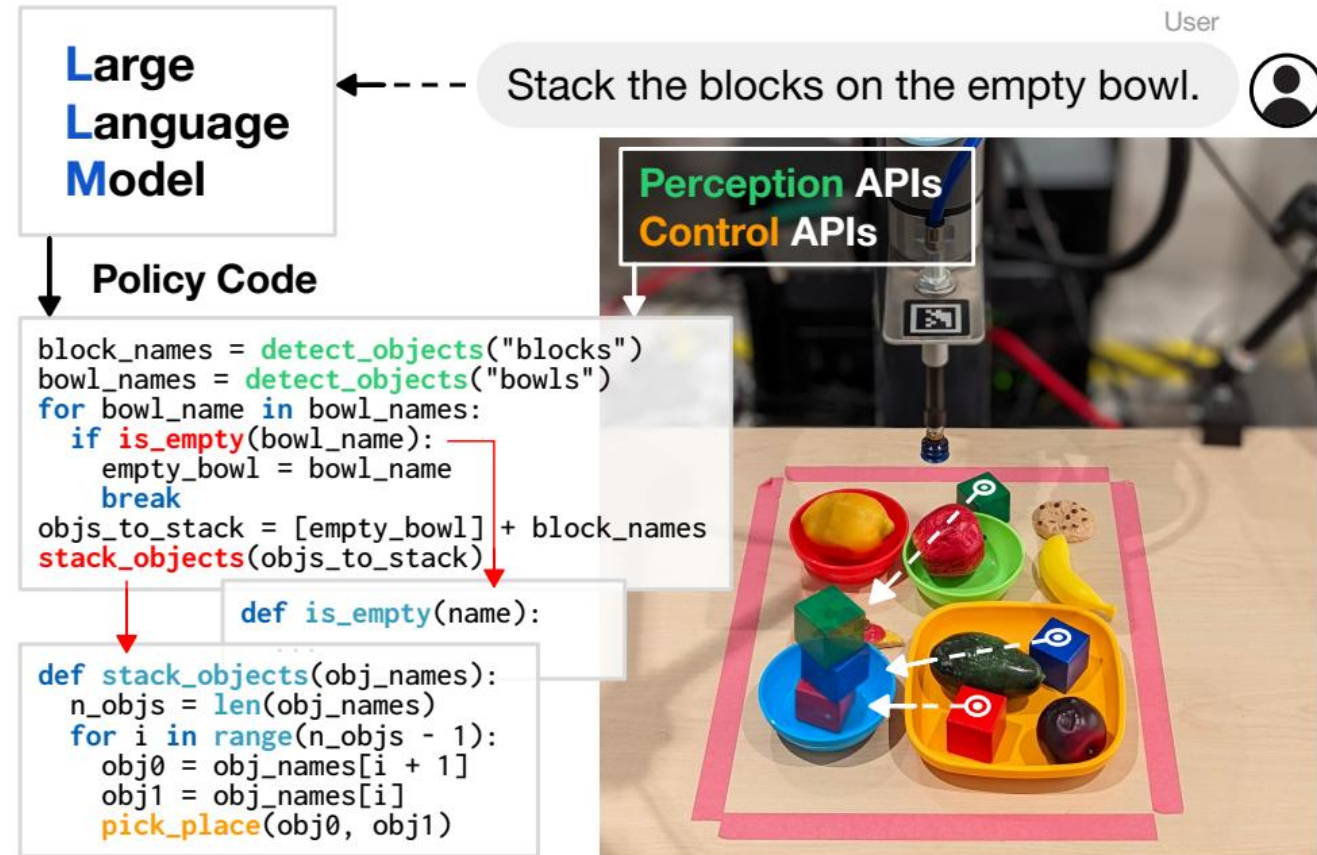 User
Large
Language
Model
Stack the blocks on the empty bowl.
Perception APIs
Control APIs
Policy Code
block_names = detect_objects("blocks")
bowl_names = detect_objects("bowls")
for bowl_name in bowl_names:
  if is_empty(bowl_name):
    empty_bowl = bowl_name
    break
objs_to_stack = [empty_bowl] + block_names
stack_objects(objs_to_stack)
def is_empty(name):
...
def stack_objects(obj_names):
  n_objs = len(obj_names)
  for i in range(n_objs - 1):
    obj0 = obj_names[i + 1]
    obj1 = obj_names[i]
    pick_place(obj0, obj1)